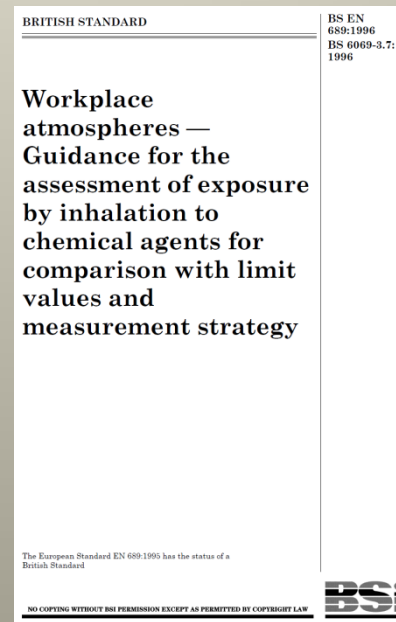 BRITISH STANDARD
BS EN
689:1996
BS 6069-3.7:
1996
Workplace
atmospheres —
Guidance for the
assessment of exposure
by inhalation to
chemical agents for
comparison with limit
values and
measurement strategy
The European Standard EN 689:1995 has the status of a
British Standard
NO COPYING WITHOUT BSI PERMISSION EXCEPT AS PERMITTED BY COPYRIGHT LAW
BSi